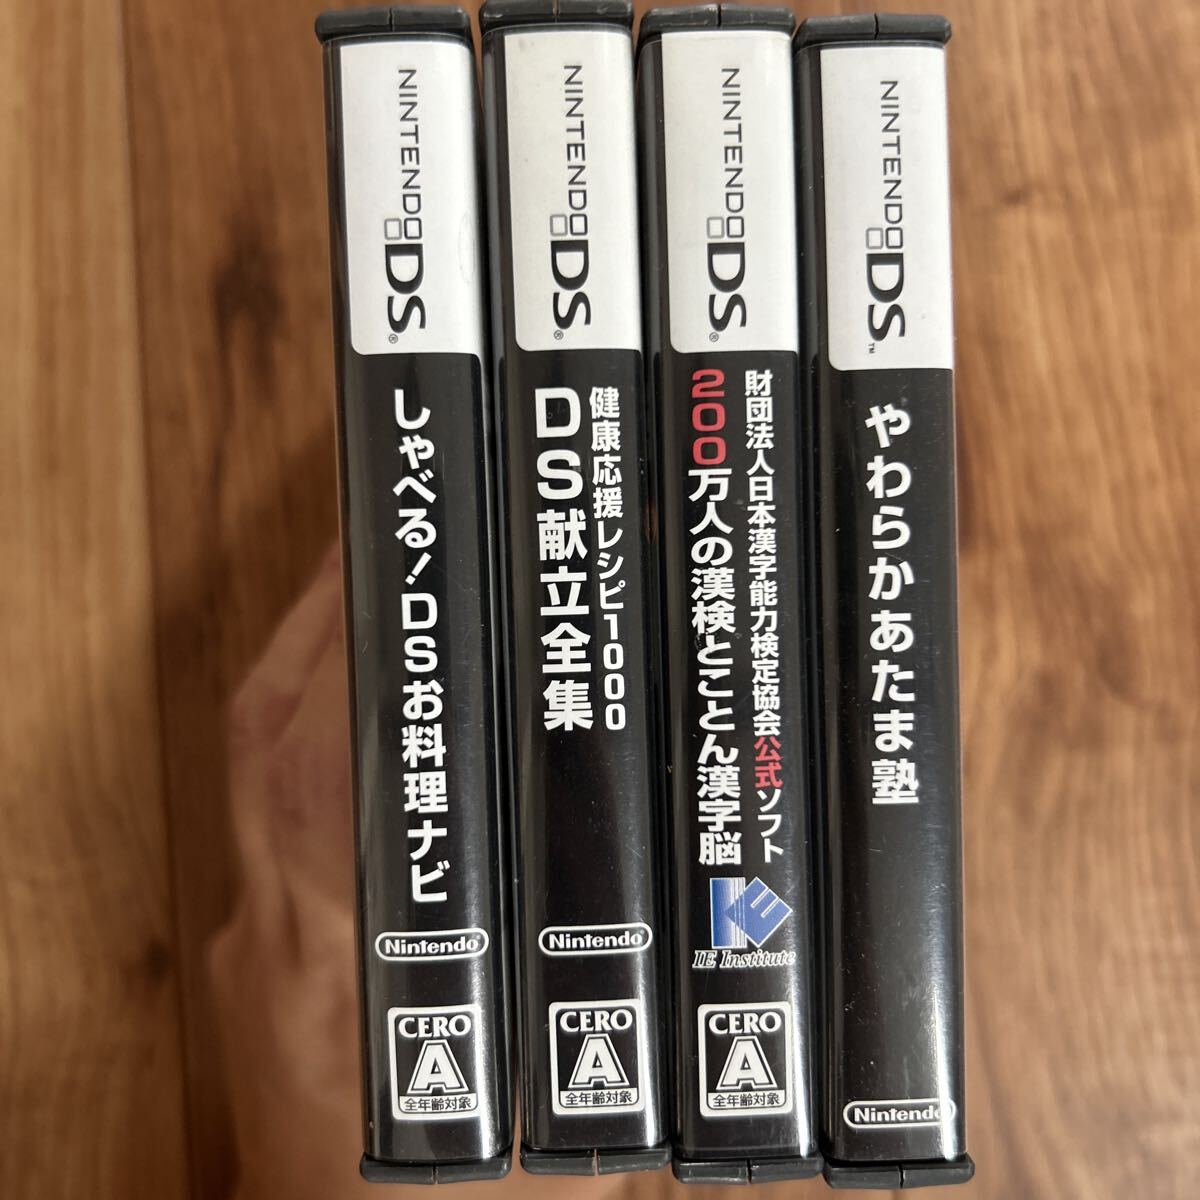 NINTENDO
DS®
しゃべる!DSお料理ナビ
Nintendo®
CERO
A
全年齢対象
NINTENDO
DS®
健康応援レシピ1000
DS献立全集
Nintendo®
CERO
A
全年齢対象
NINTENDO
DS®
財団法人日本漢字能力検定協会公式ソフト
200万人の漢検とことん漢字脳
IE
IE Institute
CERO
A
全年齢対象
NINTENDO
DS™
やわらかあたま塾
Nintendo